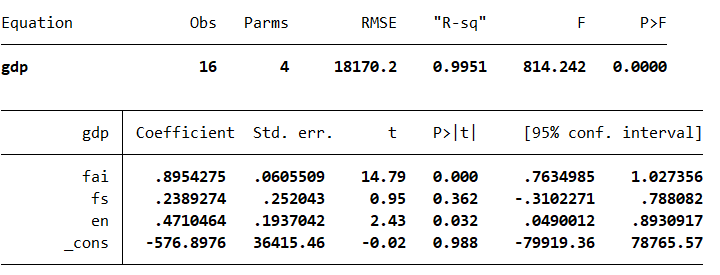 Equation Obs Parms RMSE "R-sq" F P>F
gdp 16 4 18170.2 0.9951 814.242 0.0000
gdp Coefficient Std. err. t P>|t| [95% conf. interval]
fai .8954275 .0605509 14.79 0.000 .7634985 1.027356
fs .2389274 .252043 0.95 0.362 -.3102271 .788082
en .4710464 .1937042 2.43 0.032 .0490012 .8930917
_cons -576.8976 36415.46 -0.02 0.988 -79919.36 78765.57